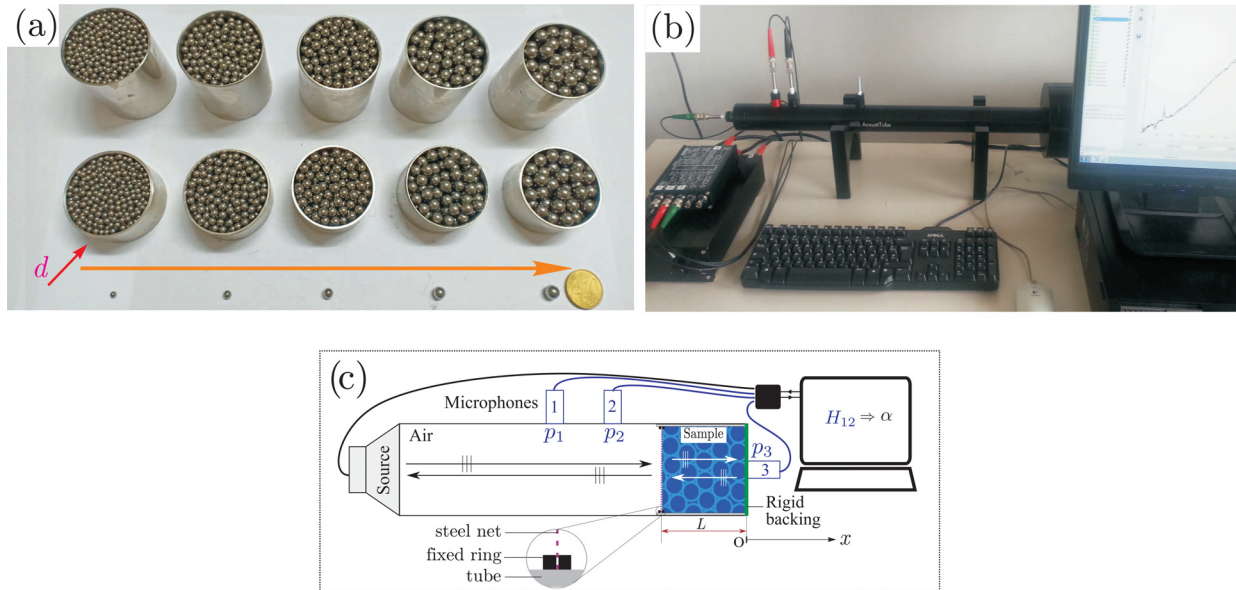 (a)
d
(b)
AcoustiTube
DELL
(c)
Microphones
1
2
p1
p2
Air
Source
Sample
p3
3
H12 ⇒ α
Rigid
backing
L
O
x
steel net
fixed ring
tube